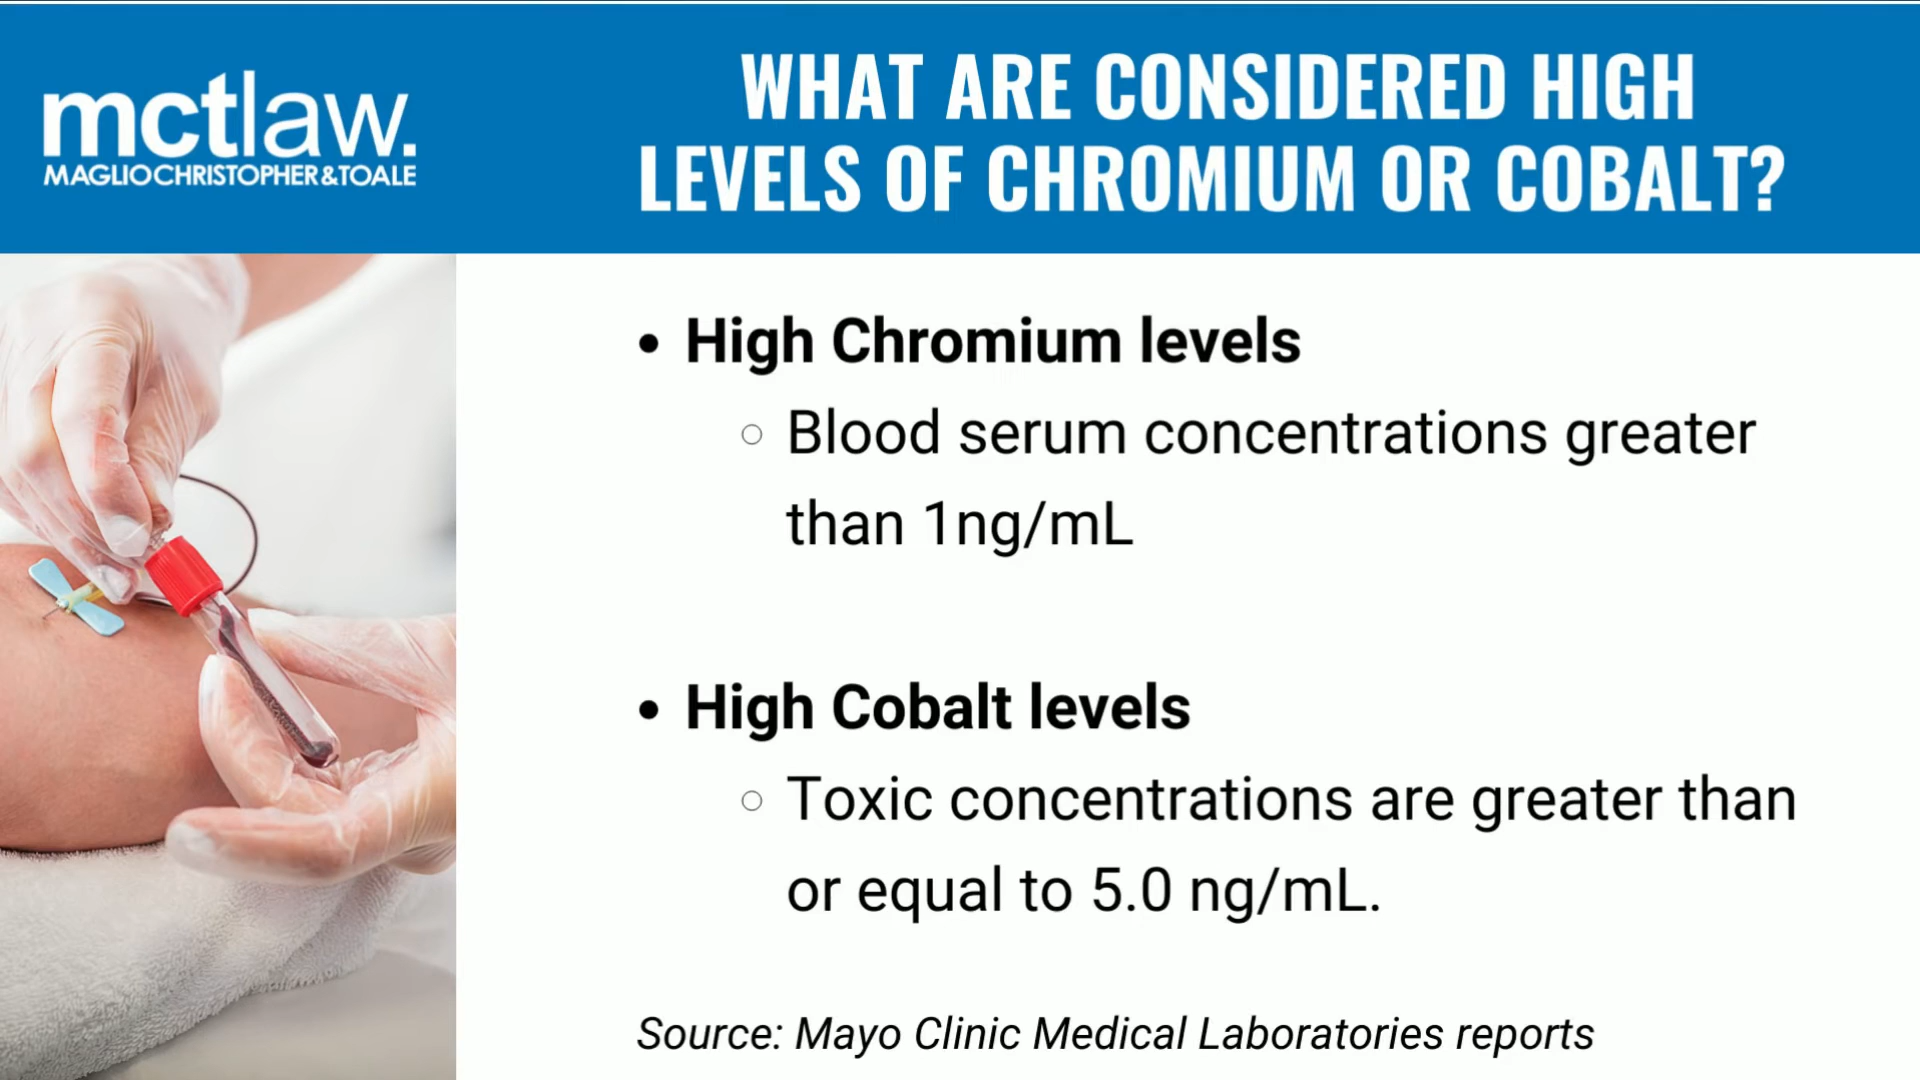 mctlaw.
MAGLIO CHRISTOPHER & TOALE
WHAT ARE CONSIDERED HIGH
LEVELS OF CHROMIUM OR COBALT?
• High Chromium levels
○ Blood serum concentrations greater
than 1ng/mL
• High Cobalt levels
○ Toxic concentrations are greater than
or equal to 5.0 ng/mL.
Source: Mayo Clinic Medical Laboratories reports